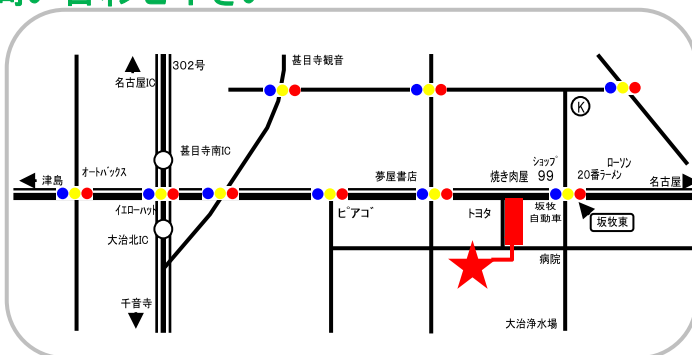 302号
甚目寺観音
名古屋IC
Ⓚ
甚目寺南IC
ショップ
99
ローソン
20番ラーメン
オートバックス
津島
夢屋書店
焼き肉屋
名古屋
イエローハット
ピアゴ
トヨタ
坂牧
自動車
坂牧東
大治北IC
病院
千音寺
大治浄水場